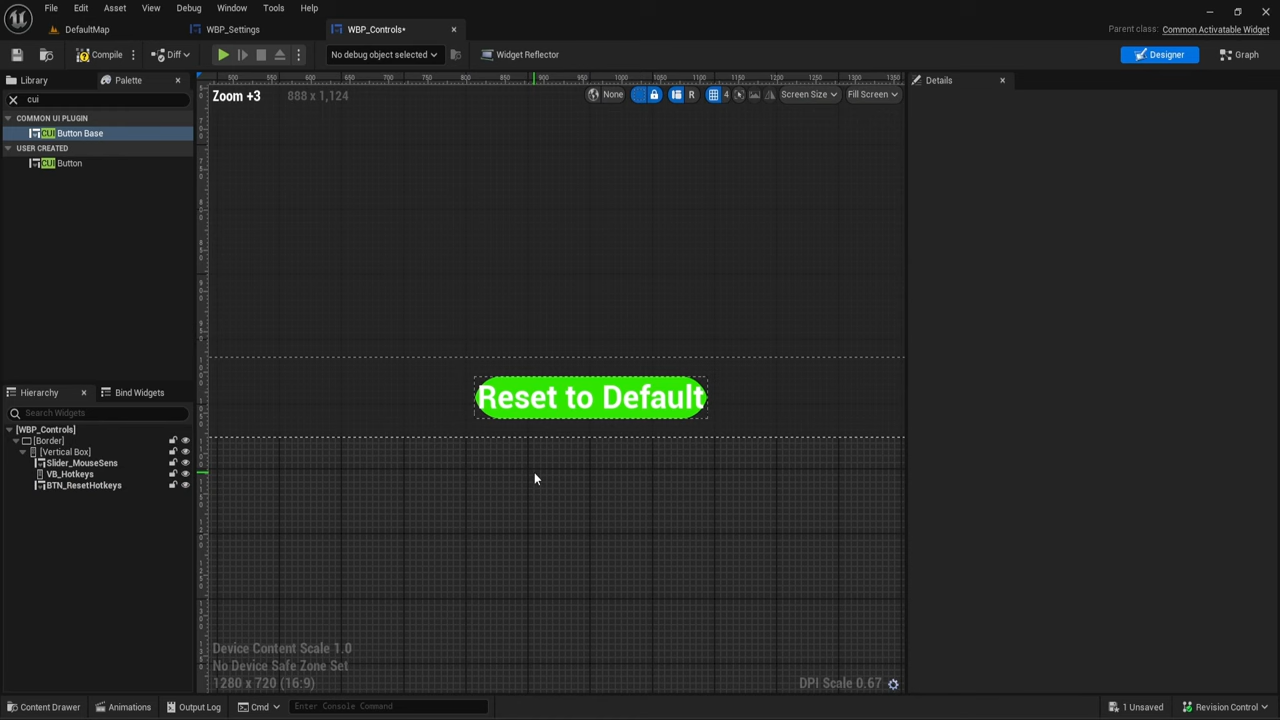 File Edit Asset View Debug Window Tools Help
DefaultMap WBP_Settings WBP_Controls*
Parent class: Common Activatable Widget
Compile Diff No debug object selected Widget Reflector Designer Graph
Library Palette Details
cui
COMMON UI PLUGIN
CUI Button Base
USER CREATED
CUI Button
Zoom +3 888 x 1,124 None R 4 Screen Size Fill Screen
Reset to Default
Hierarchy Bind Widgets
Search Widgets
[WBP_Controls]
[Border]
[Vertical Box]
Slider_MouseSens
VB_Hotkeys
BTN_ResetHotkeys
Device Content Scale 1.0
No Device Safe Zone Set
1280 x 720 (16:9)
DPI Scale 0.67
Content Drawer Animations Output Log Cmd Enter Console Command 1 Unsaved Revision Control